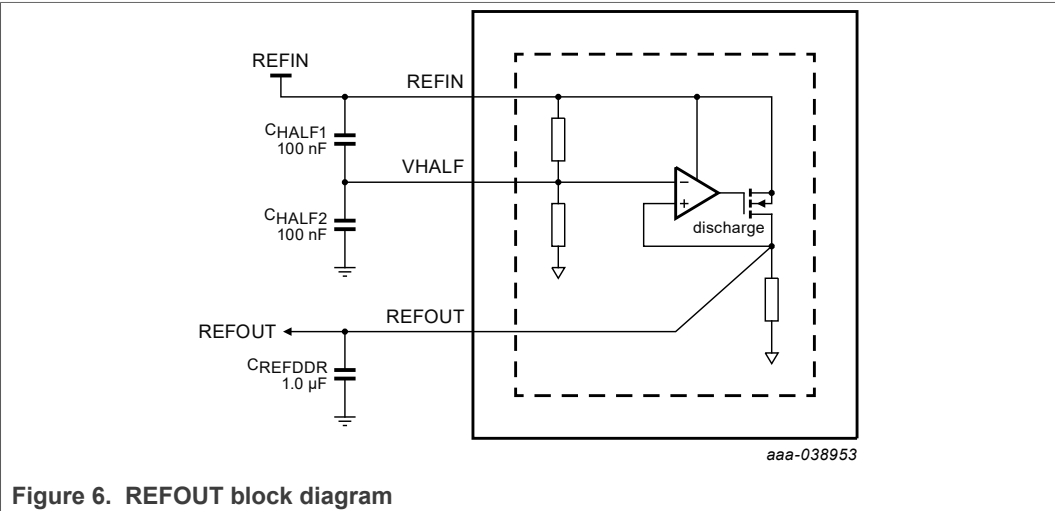 REFIN
REFIN
CHALF1
100 nF
VHALF
CHALF2
100 nF
−
+
discharge
REFOUT
REFOUT
CREFDDR
1.0 µF
aaa-038953
Figure 6. REFOUT block diagram